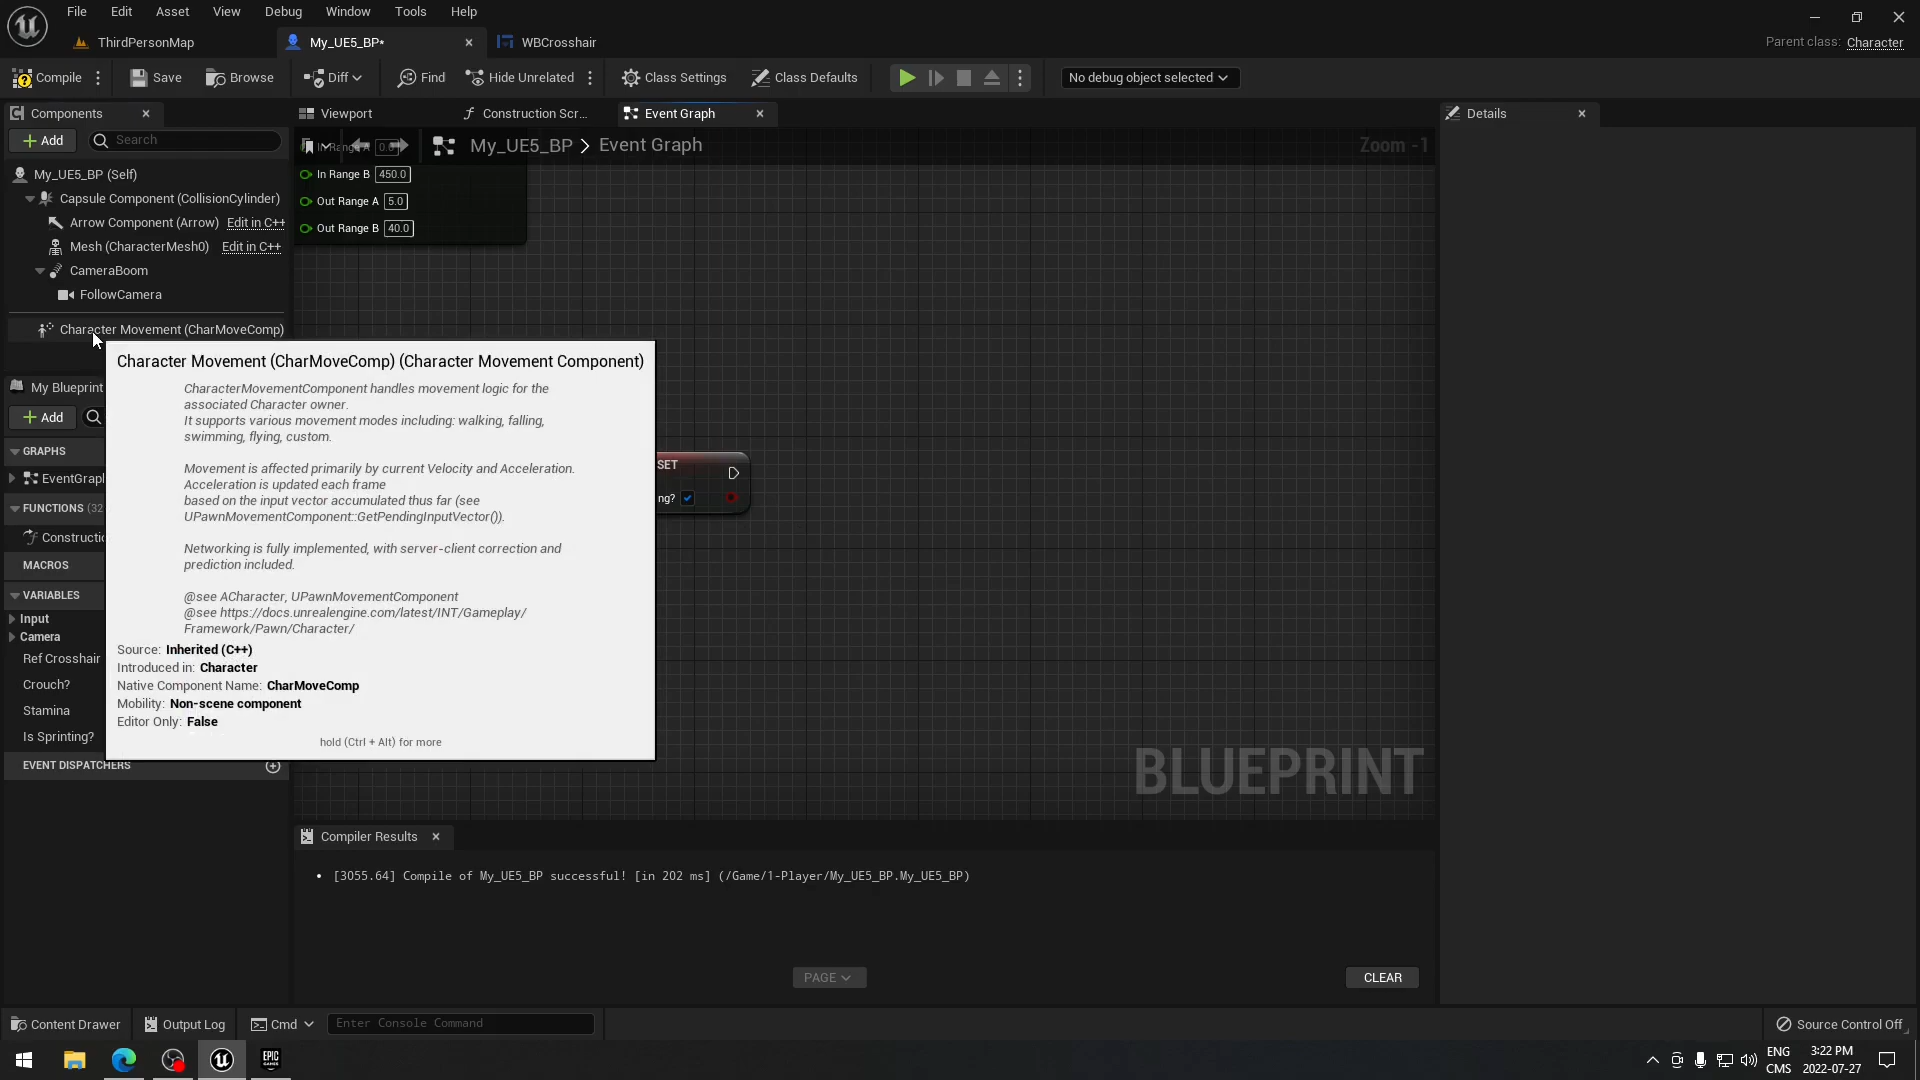 File Edit Asset View Debug Window Tools Help
ThirdPersonMap My_UE5_BP* WBCrosshair
Parent class: Character
Compile Save Browse Diff Find Hide Unrelated Class Settings Class Defaults No debug object selected
Components Viewport Construction Scr... Event Graph Details
Add Search
My_UE5_BP > Event Graph Zoom -1
In Range A 0.0
My_UE5_BP (Self)
In Range B 450.0
Capsule Component (CollisionCylinder)
Out Range A 5.0
Arrow Component (Arrow) Edit in C++
Out Range B 40.0
Mesh (CharacterMesh0) Edit in C++
CameraBoom
FollowCamera
Character Movement (CharMoveComp)
Character Movement (CharMoveComp) (Character Movement Component)
CharacterMovementComponent handles movement logic for the
associated Character owner.
It supports various movement modes including: walking, falling,
swimming, flying, custom.
Movement is affected primarily by current Velocity and Acceleration.
Acceleration is updated each frame
based on the input vector accumulated thus far (see
UPawnMovementComponent::GetPendingInputVector()).
Networking is fully implemented, with server-client correction and
prediction included.
@see ACharacter, UPawnMovementComponent
@see https://docs.unrealengine.com/latest/INT/Gameplay/
Framework/Pawn/Character/
Source: Inherited (C++)
Introduced in: Character
Native Component Name: CharMoveComp
Mobility: Non-scene component
Editor Only: False
hold (Ctrl + Alt) for more
SET
ng?
My Blueprint
Add
GRAPHS
EventGraph
FUNCTIONS (32
Constructio
MACROS
VARIABLES
Input
Camera
Ref Crosshair
Crouch?
Stamina
Is Sprinting?
EVENT DISPATCHERS
BLUEPRINT
Compiler Results
• [3055.64] Compile of My_UE5_BP successful! [in 202 ms] (/Game/1-Player/My_UE5_BP.My_UE5_BP)
PAGE CLEAR
Content Drawer Output Log Cmd Enter Console Command Source Control Off
EPIC GAMES
ENG 3:22 PM
CMS 2022-07-27